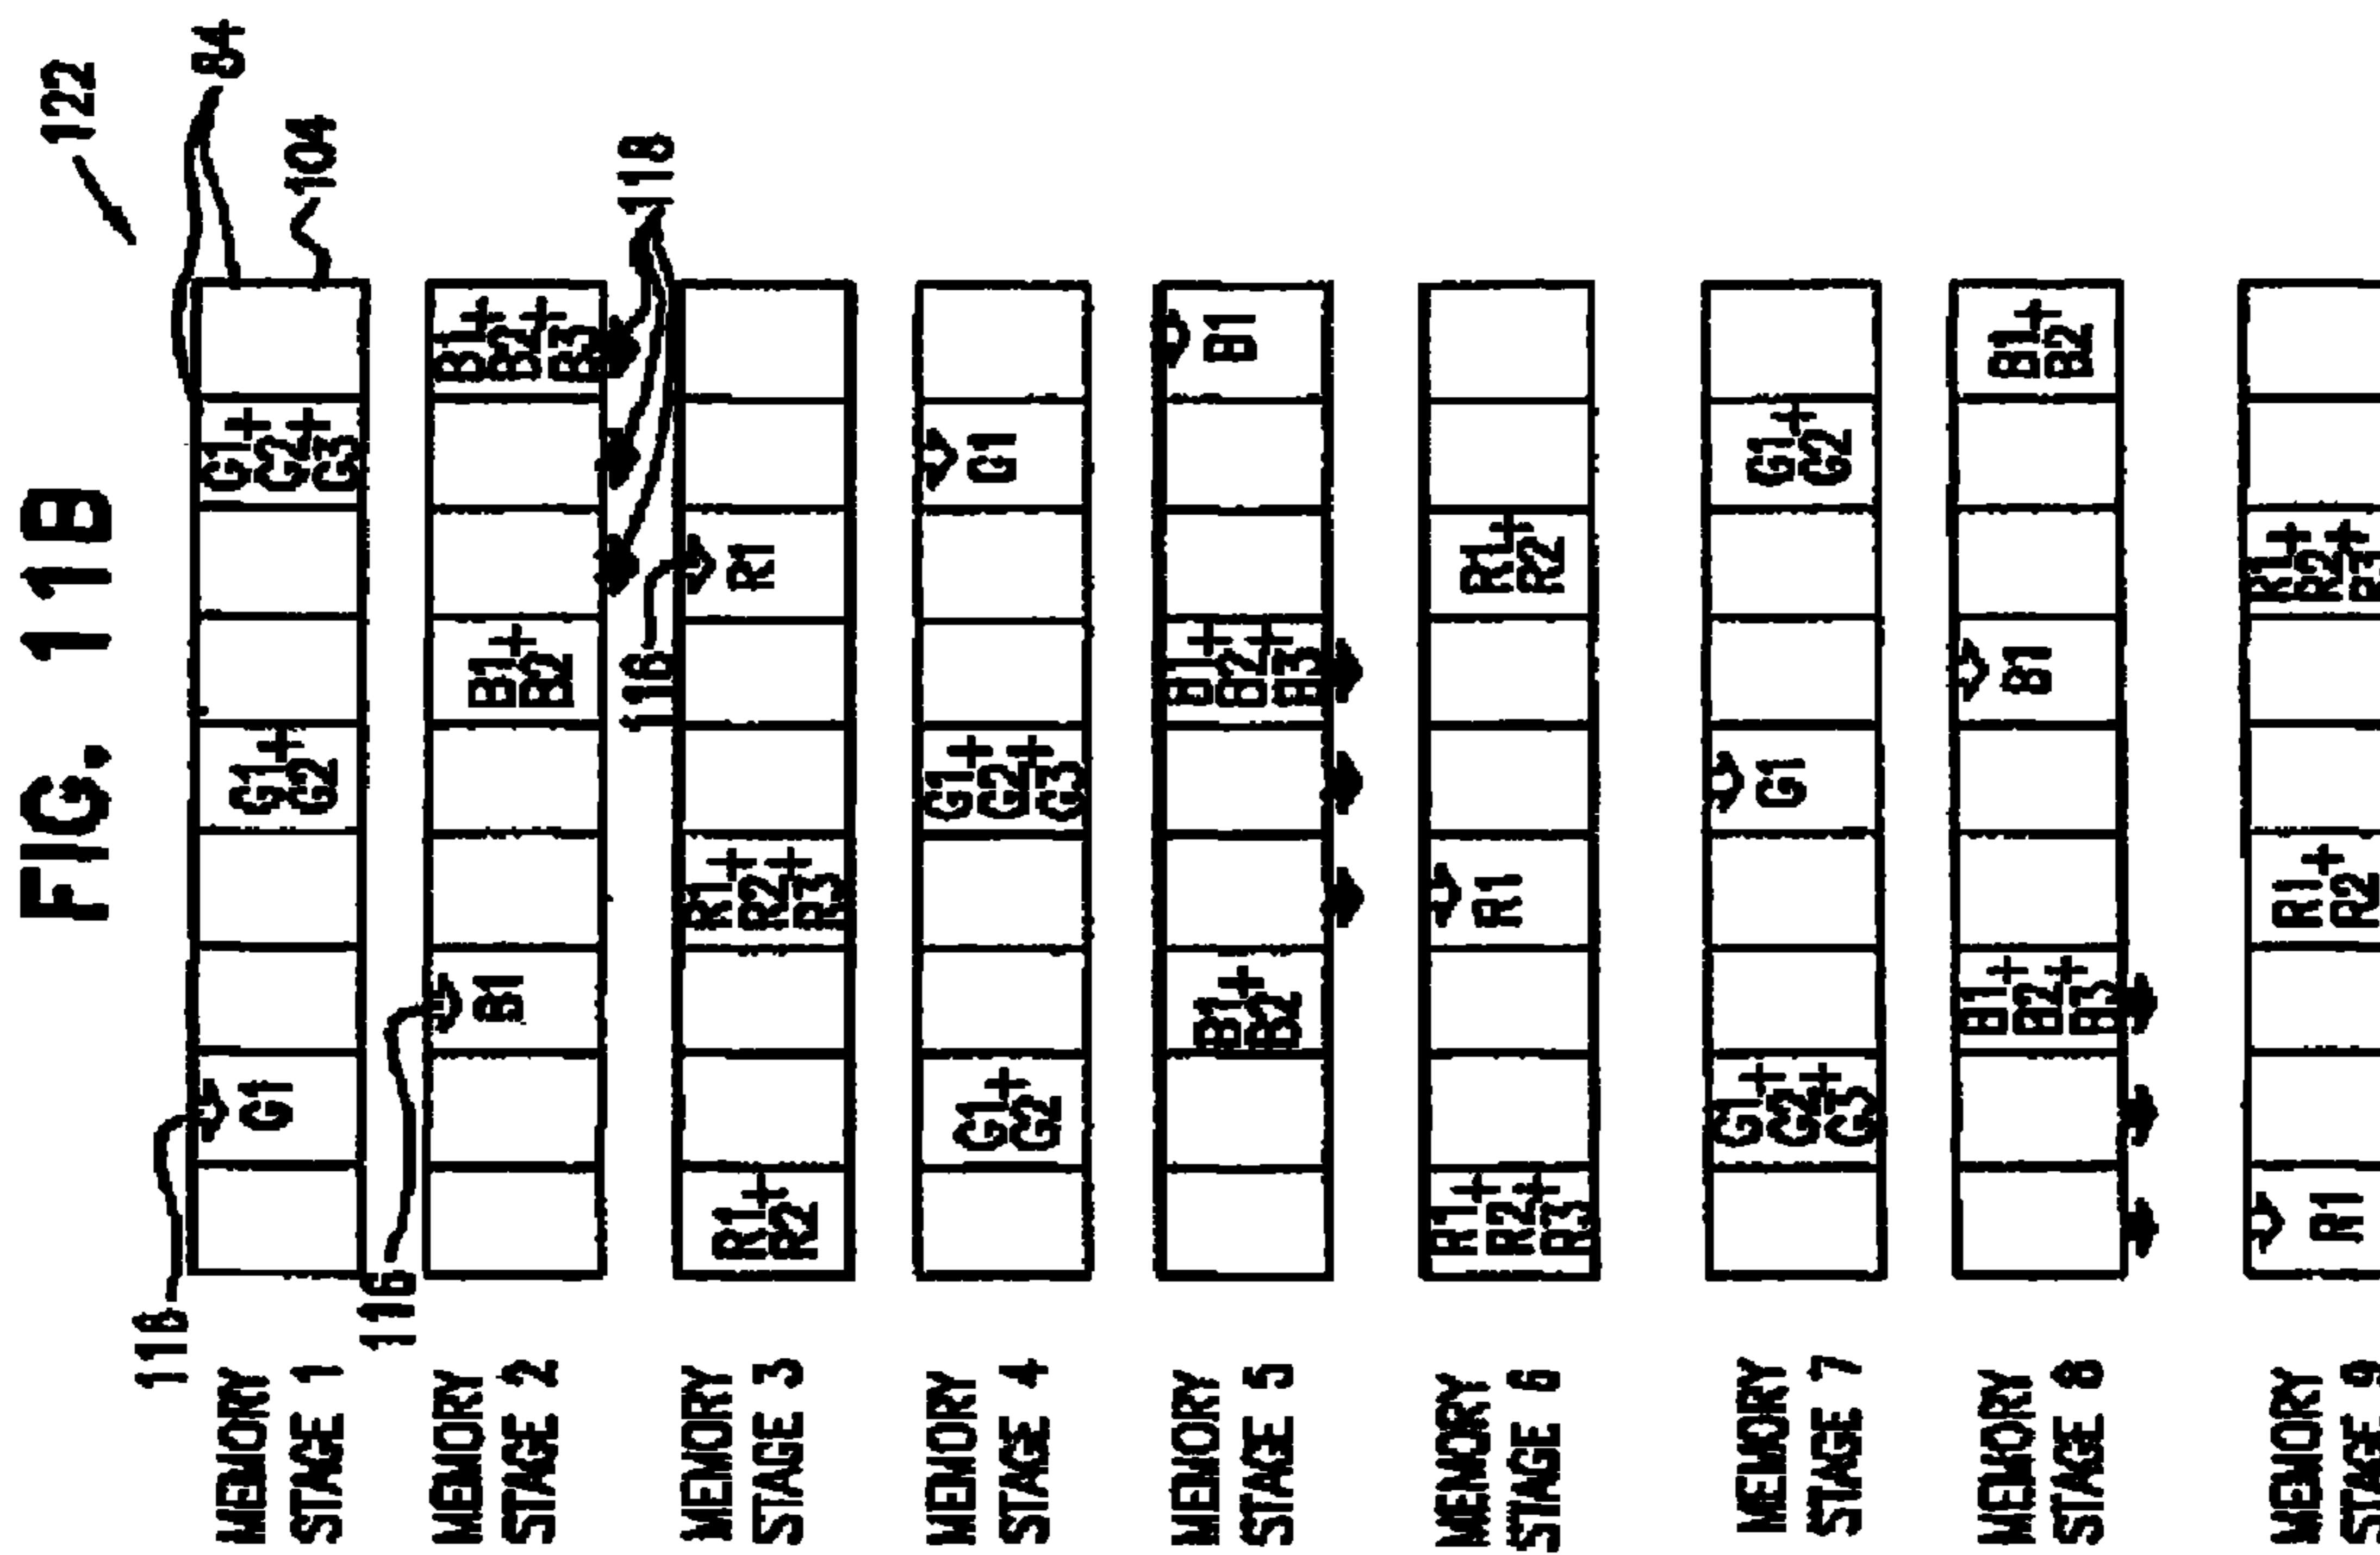 FIG. 11B
122
84
104
116
MEMORY
STAGE 1
G1
G1+
G2
G1+
G2+
G3
116
MEMORY
STAGE 2
B1
B1+
B2
B1+
B2+
B3
118
116
MEMORY
STAGE 3
R1+
R2
R1+
R2+
R3
R1
MEMORY
STAGE 4
G1+
G2
G1+
G2+
G3
G1
MEMORY
STAGE 5
B1+
B2
B1+
B2+
B3
B1
MEMORY
STAGE 6
R1+
R2+
R3
R1
R1+
R2
MEMORY
STAGE 7
G1+
G2+
G3
G1
G1+
G2
MEMORY
STAGE 8
B1+
B2+
B3
B1
B1+
B2
MEMORY
STAGE 9
R1
R1+
R2
R1+
R2+
R3